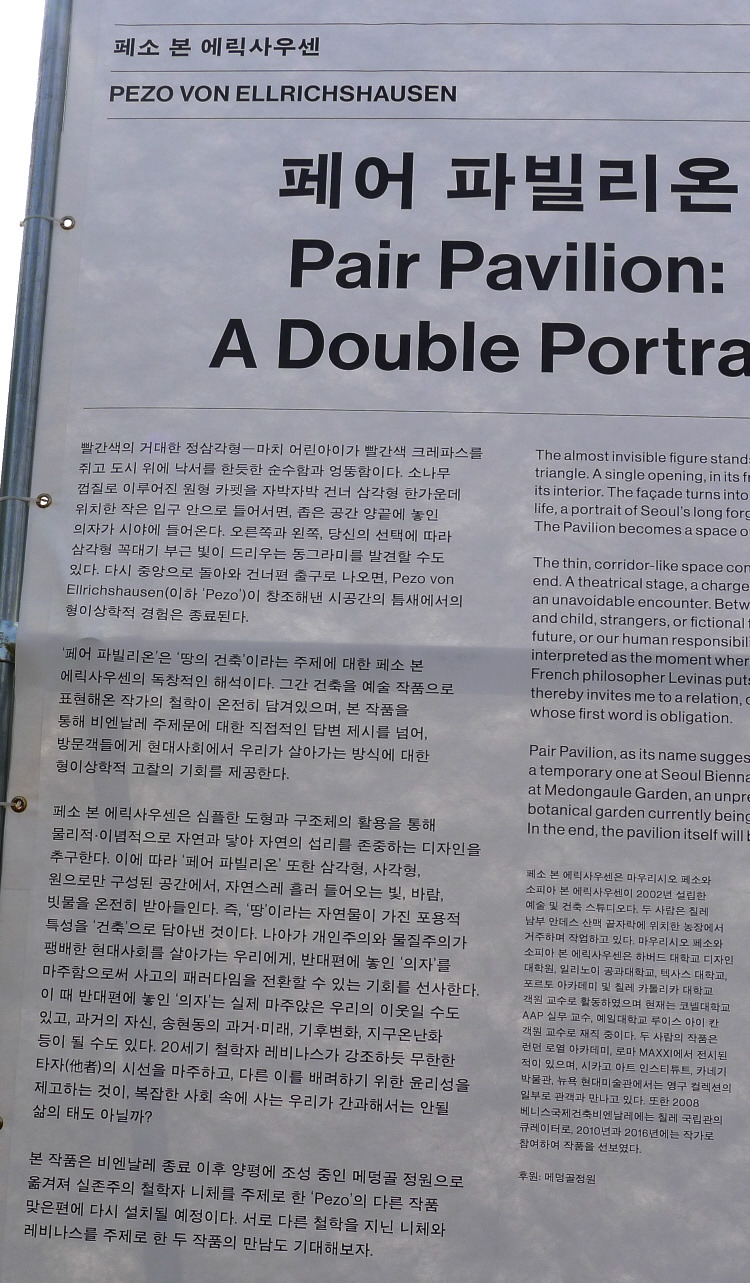 페소 본 에릭사우센
PEZO VON ELLRICHSHAUSEN
페어 파빌리온
Pair Pavilion:
A Double Portra
빨간색의 거대한 정삼각형—마치 어린아이가 빨간색 크레파스를
쥐고 도시 위에 낙서를 한듯한 순수함과 엉뚱함이다. 소나무
껍질로 이루어진 원형 카펫을 자박자박 건너 삼각형 한가운데
위치한 작은 입구 안으로 들어서면, 좁은 공간 양끝에 놓인
의자가 시야에 들어온다. 오른쪽과 왼쪽, 당신의 선택에 따라
삼각형 꼭대기 부근 빛이 드리우는 동그라미를 발견할 수도
있다. 다시 중앙으로 돌아와 건너편 출구로 나오면, Pezo von
Ellrichshausen(이하 ‘Pezo’)이 창조해낸 시공간의 틈새에서의
형이상학적 경험은 종료된다.
‘페어 파빌리온’은 ‘땅의 건축’이라는 주제에 대한 페소 본
에릭사우센의 독창적인 해석이다. 그간 건축을 예술 작품으로
표현해온 작가의 철학이 온전히 담겨있으며, 본 작품을
통해 비엔날레 주제문에 대한 직접적인 답변 제시를 넘어,
방문객들에게 현대사회에서 우리가 살아가는 방식에 대한
형이상학적 고찰의 기회를 제공한다.
페소 본 에릭사우센은 심플한 도형과 구조체의 활용을 통해
물리적·이념적으로 자연과 닿아 자연의 섭리를 존중하는 디자인을
추구한다. 이에 따라 ‘페어 파빌리온’ 또한 삼각형, 사각형,
원으로만 구성된 공간에서, 자연스레 흘러 들어오는 빛, 바람,
빗물을 온전히 받아들인다. 즉, ‘땅’이라는 자연물이 가진 포용적
특성을 ‘건축’으로 담아낸 것이다. 나아가 개인주의와 물질주의가
팽배한 현대사회를 살아가는 우리에게, 반대편에 놓인 ‘의자’를
마주함으로써 사고의 패러다임을 전환할 수 있는 기회를 선사한다.
이 때 반대편에 놓인 ‘의자’는 실제 마주앉은 우리의 이웃일 수도
있고, 과거의 자신, 송현동의 과거·미래, 기후변화, 지구온난화
등이 될 수도 있다. 20세기 철학자 레비나스가 강조하듯 무한한
타자(他者)의 시선을 마주하고, 다른 이를 배려하기 위한 윤리성을
제고하는 것이, 복잡한 사회 속에 사는 우리가 간과해서는 안될
삶의 태도 아닐까?
본 작품은 비엔날레 종료 이후 양평에 조성 중인 메덩골 정원으로
옮겨져 실존주의 철학자 니체를 주제로 한 ‘Pezo’의 다른 작품
맞은편에 다시 설치될 예정이다. 서로 다른 철학을 지닌 니체와
레비나스를 주제로 한 두 작품의 만남도 기대해보자.
The almost invisible figure stand
triangle. A single opening, in its fr
its interior. The façade turns into
life, a portrait of Seoul's long forg
The Pavilion becomes a space o
The thin, corridor-like space con
end. A theatrical stage, a charge
an unavoidable encounter. Betw
and child, strangers, or fictional
future, or our human responsibili
interpreted as the moment wher
French philosopher Levinas puts
thereby invites me to a relation, c
whose first word is obligation.
Pair Pavilion, as its name sugges
a temporary one at Seoul Bienna
at Medongaule Garden, an unpre
botanical garden currently being
In the end, the pavilion itself will b
페소 본 에릭사우센은 마우리시오 페소와
소피아 본 에릭사우센이 2002년 설립한
예술 및 건축 스튜디오다. 두 사람은 칠레
남부 안데스 산맥 끝자락에 위치한 농장에서
거주하며 작업하고 있다. 마우리시오 페소와
소피아 본 에릭사우센은 하버드 대학교 디자인
대학원, 일리노이 공과대학교, 텍사스 대학교,
포르토 아카데미 및 칠레 카톨리카 대학교
객원 교수로 활동하였으며 현재는 코넬대학교
AAP 실무 교수, 예일대학교 루이스 아이 칸
객원 교수로 재직 중이다. 두 사람의 작품은
런던 로열 아카데미, 로마 MAXXI에서 전시된
적이 있으며, 시카고 아트 인스티튜트, 카네기
박물관, 뉴욕 현대미술관에서는 영구 컬렉션의
일부로 관객과 만나고 있다. 또한 2008
베니스국제건축비엔날레에는 칠레 국립관의
큐레이터로, 2010년과 2016년에는 작가로
참여하여 작품을 선보였다.
후원: 메덩골정원